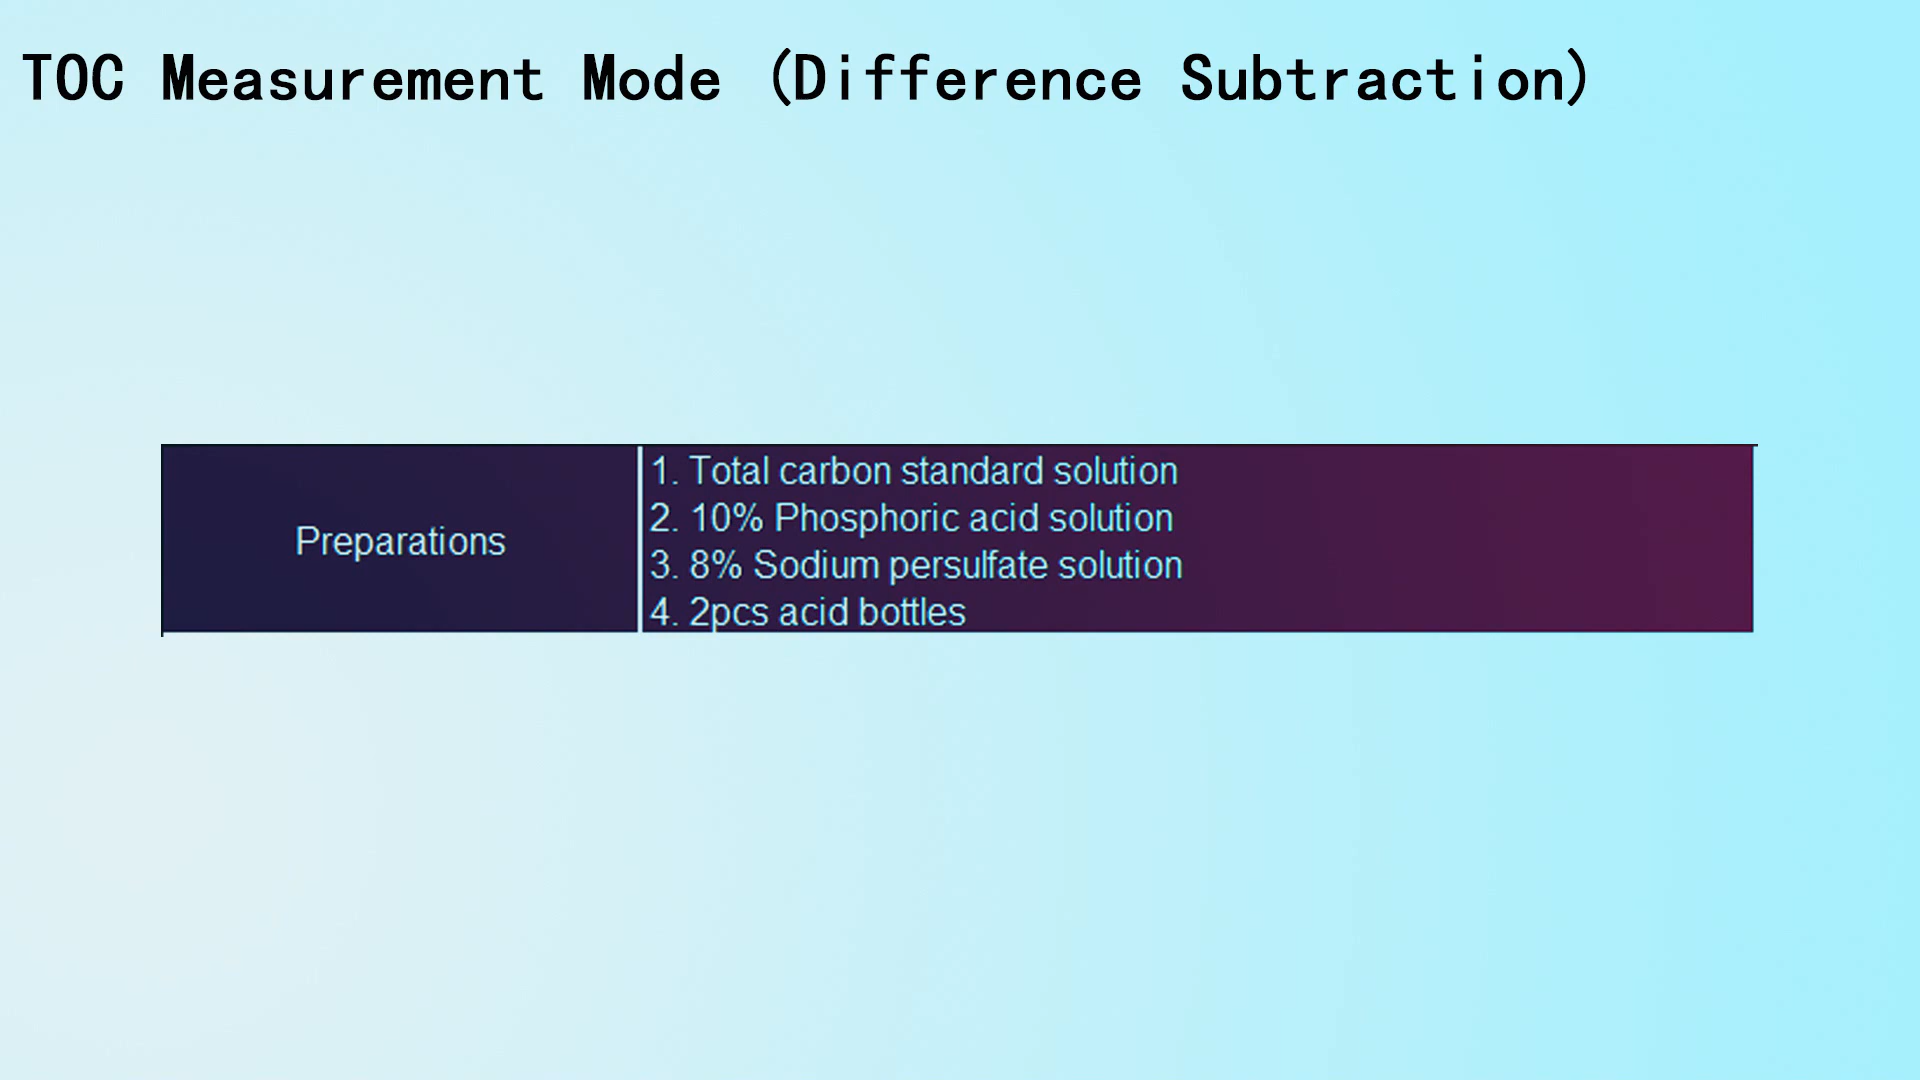 TOC Measurement Mode (Difference Subtraction)
Preparations
1. Total carbon standard solution
2. 10% Phosphoric acid solution
3. 8% Sodium persulfate solution
4. 2pcs acid bottles